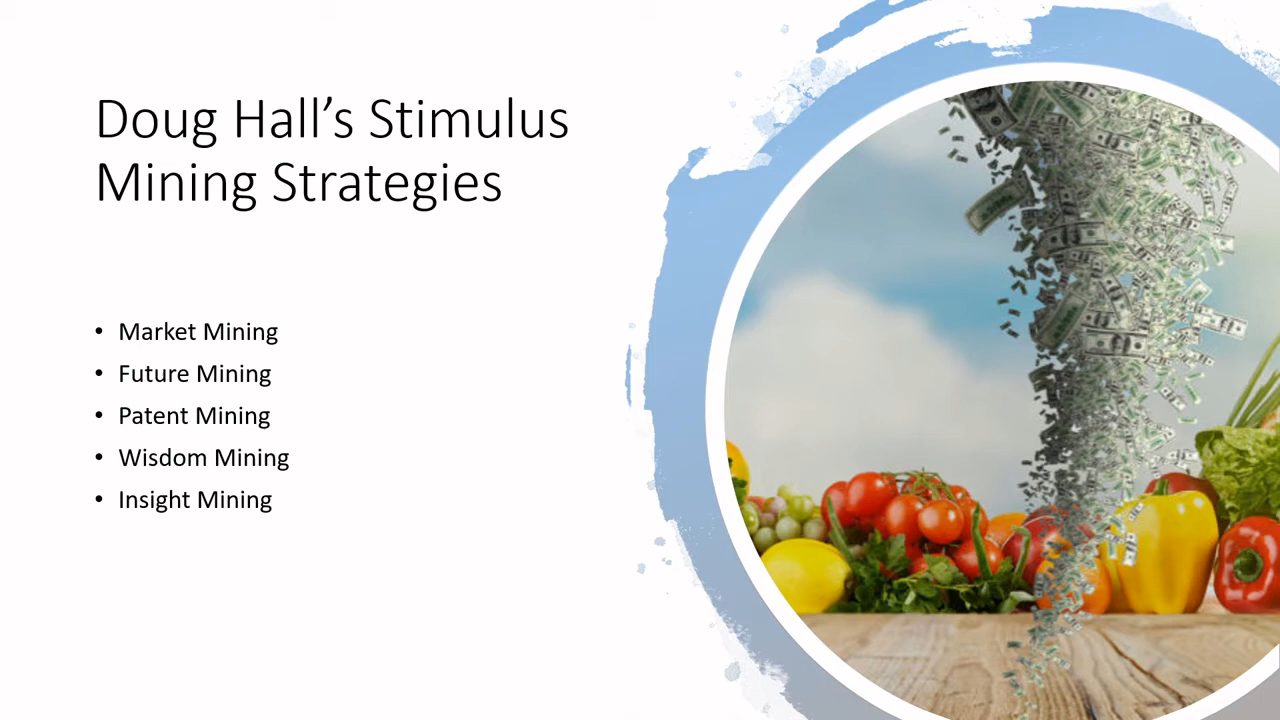 Doug Hall’s Stimulus
Mining Strategies
• Market Mining
• Future Mining
• Patent Mining
• Wisdom Mining
• Insight Mining